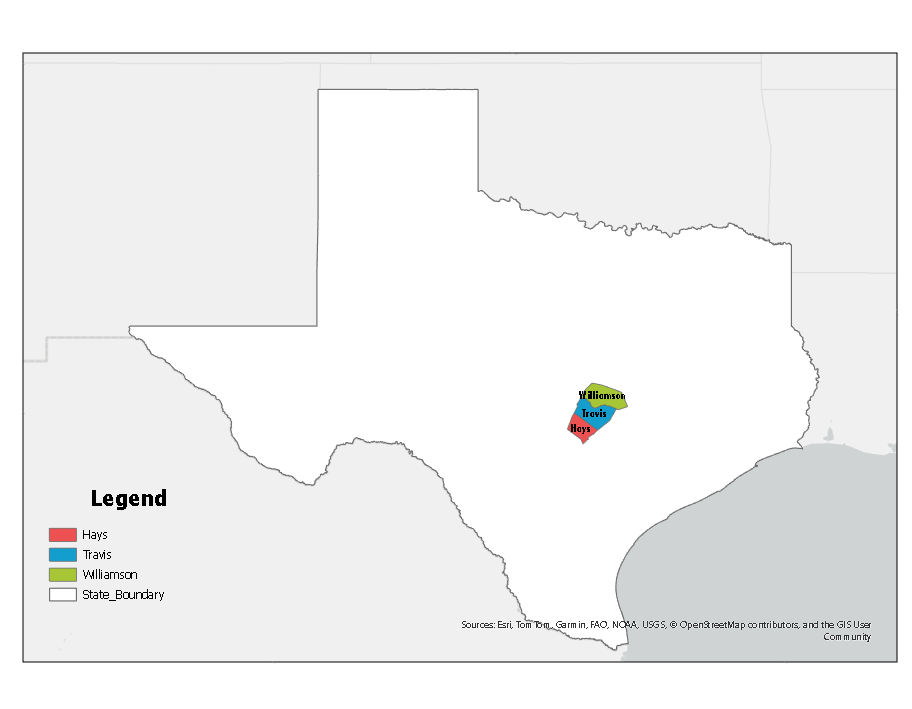 Williamson
Travis
Hays
Legend
Hays
Travis
Williamson
State_Boundary
Sources: Esri, TomTom, Garmin, FAO, NOAA, USGS, © OpenStreetMap contributors, and the GIS User
Community